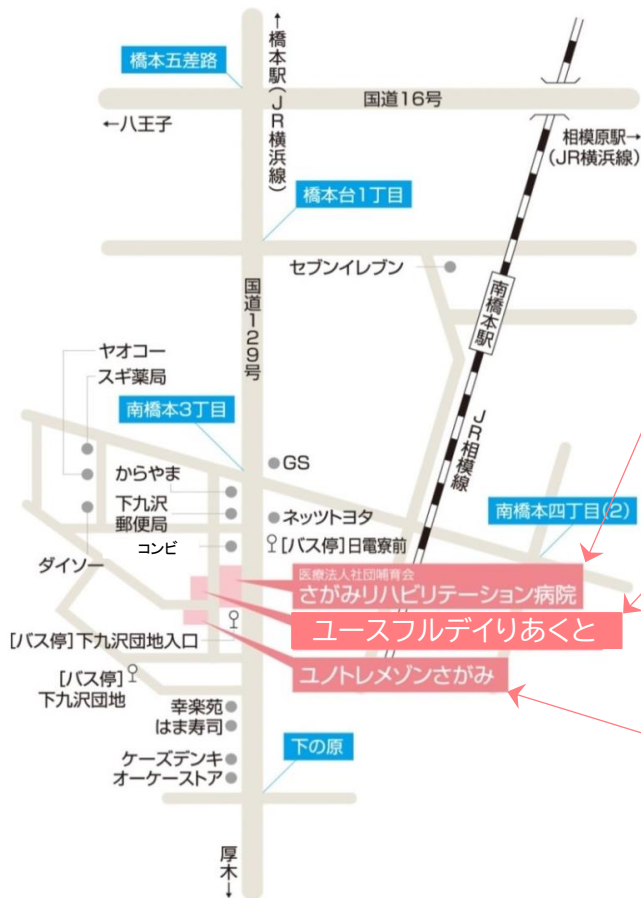 ↑橋本駅(JR横浜線)
橋本五差路
国道16号
←八王子
相模原駅→
(JR横浜線)
橋本台1丁目
セブンイレブン
国道129号
南橋本駅
ヤオコー
スギ薬局
南橋本3丁目
JR相模線
GS
からやま
下九沢
郵便局
ネッツトヨタ
南橋本四丁目(2)
コンビ
[バス停]日電寮前
ダイソー
医療法人社団哺育会
さがみリハビリテーション病院
ユースフルデイりあくと
[バス停]下九沢団地入口
ユノトレメゾンさがみ
[バス停]
下九沢団地
幸楽苑
はま寿司
ケーズデンキ
オーケーストア
下の原
厚木↓